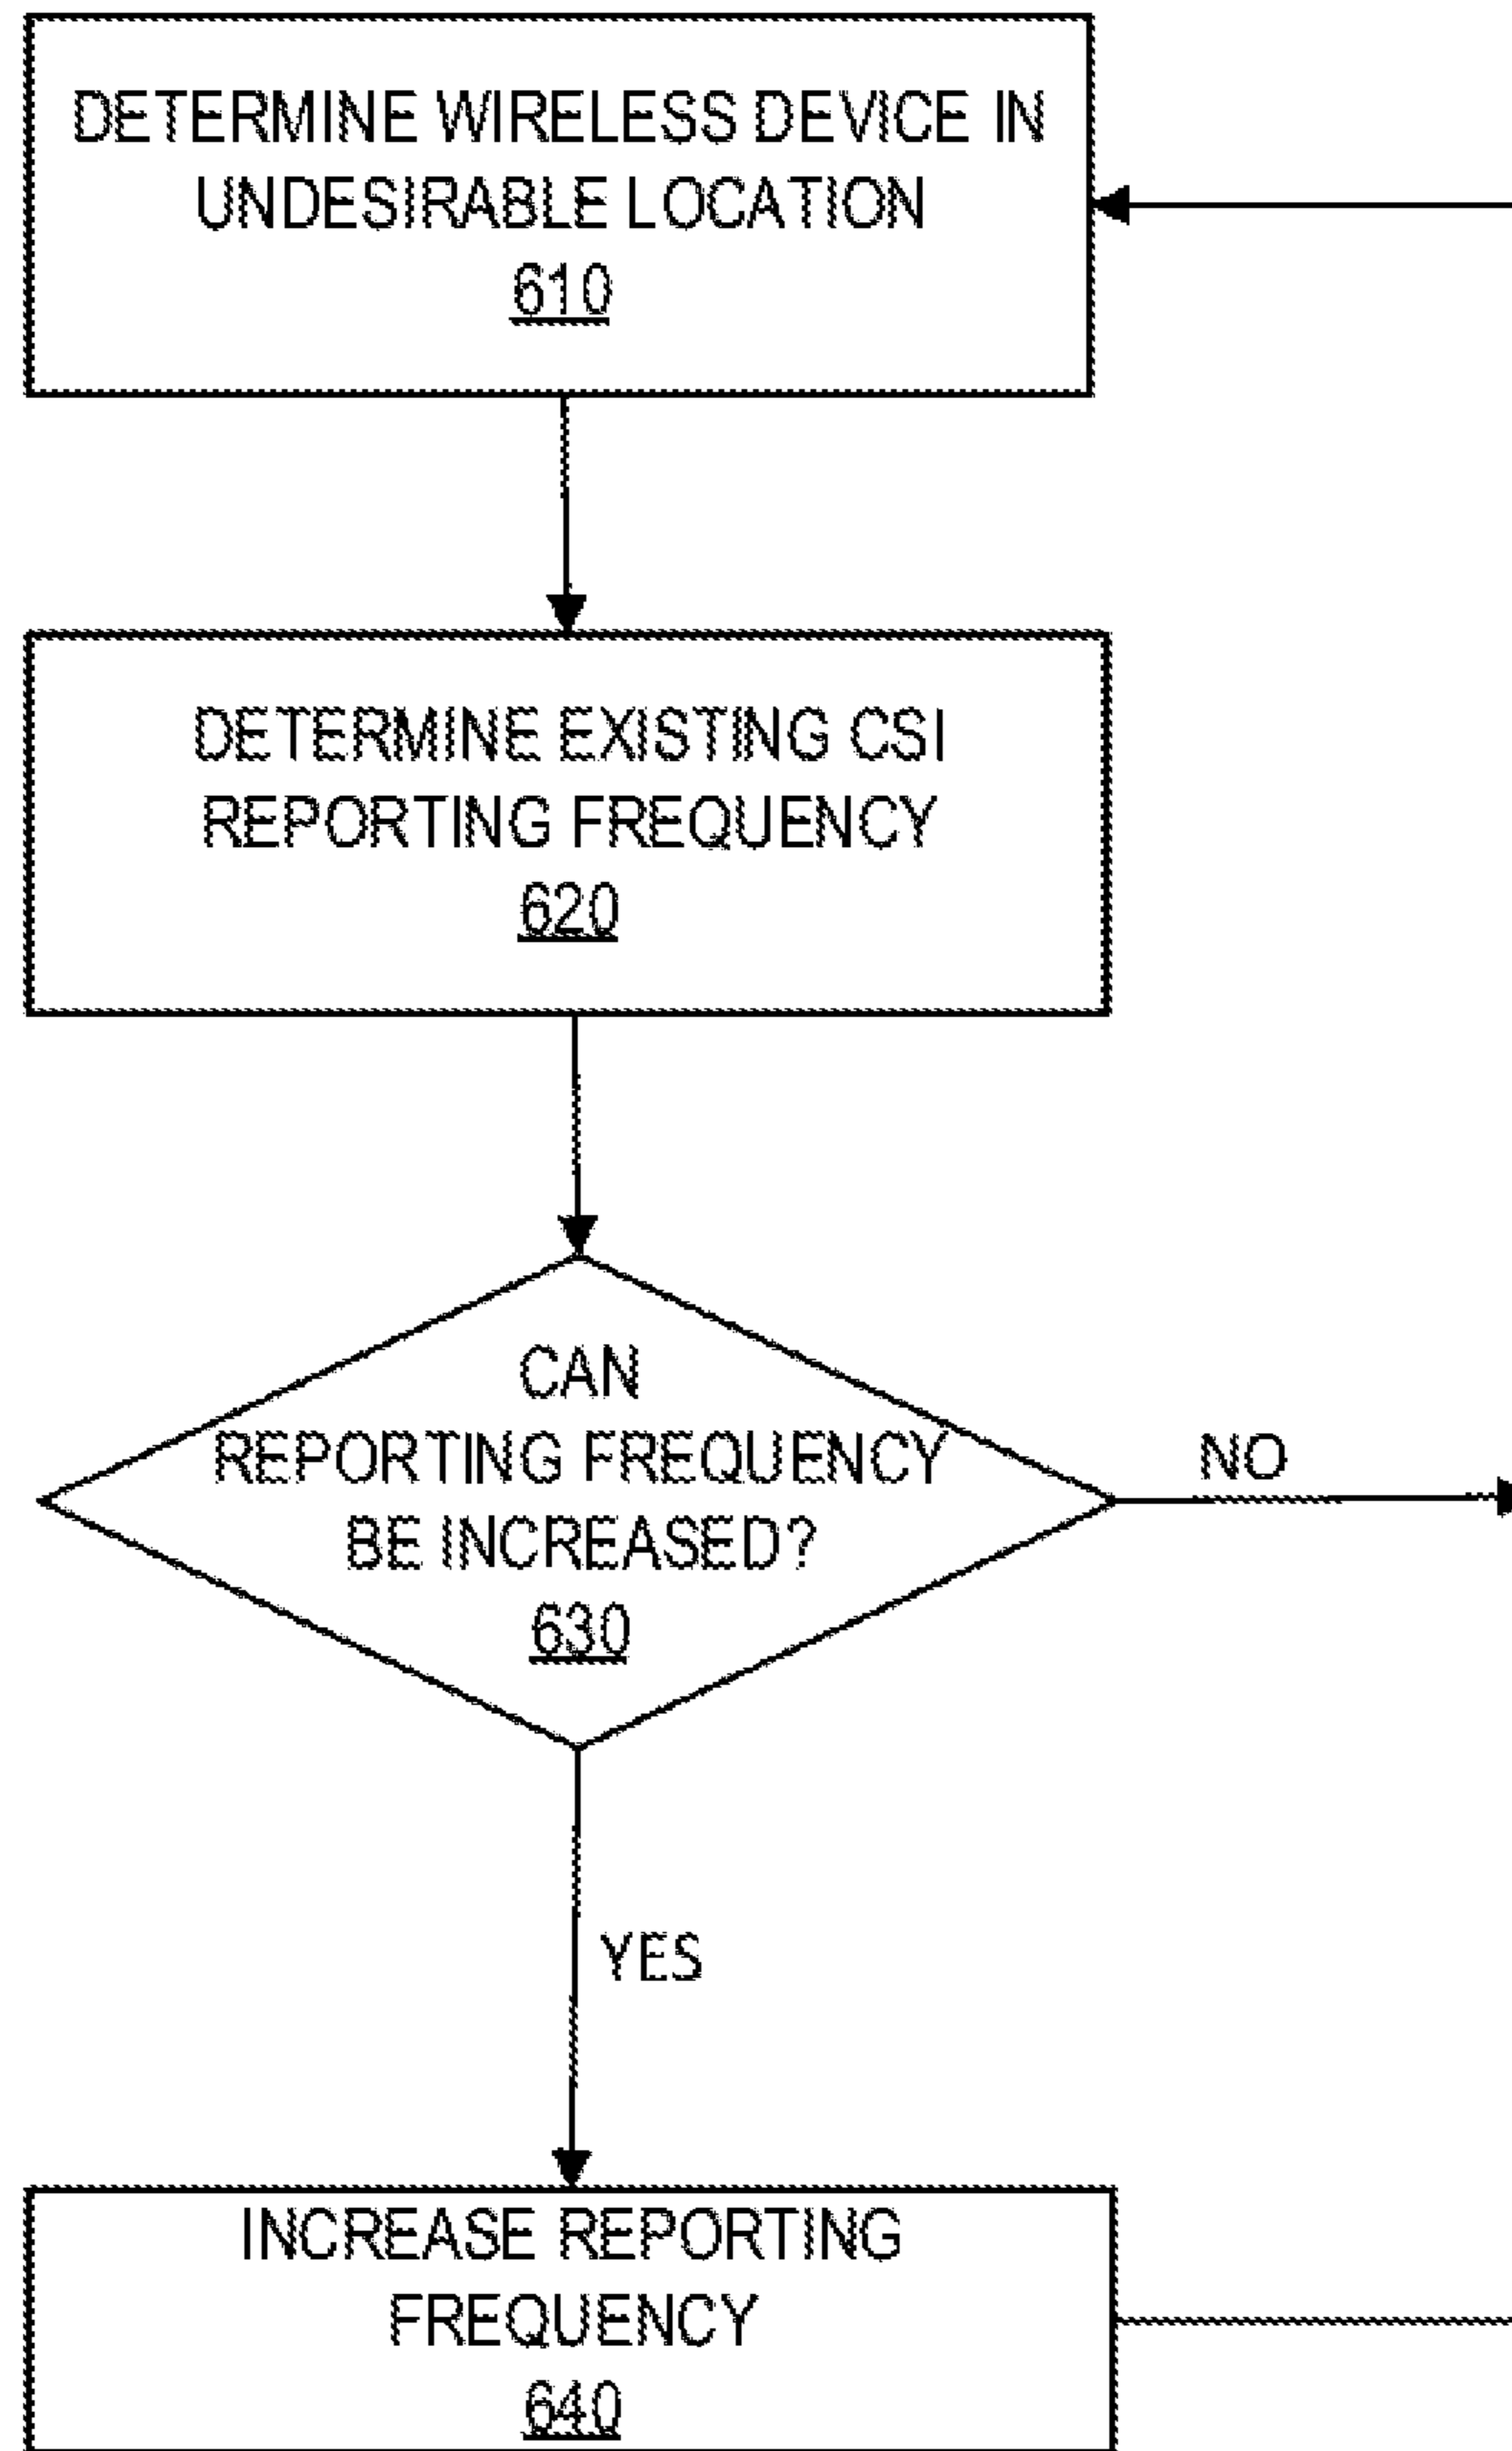 DETERMINE WIRELESS DEVICE IN
UNDESIRABLE LOCATION
610
DETERMINE EXISTING CSI
REPORTING FREQUENCY
620
CAN
REPORTING FREQUENCY
BE INCREASED?
630
NO
YES
INCREASE REPORTING
FREQUENCY
640